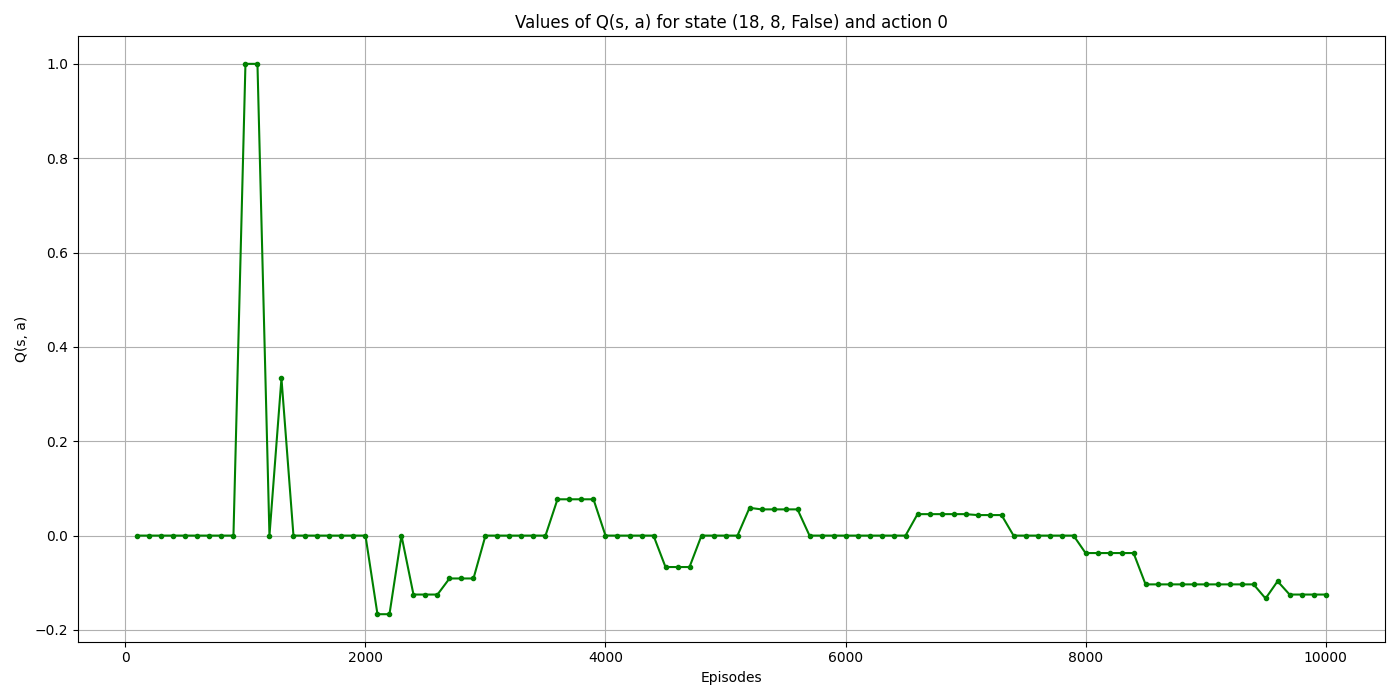 Values of Q(s, a) for state (18, 8, False) and action 0
1.0
0.8
0.6
0.4
0.2
0.0
−0.2
Q(s, a)
0 2000 4000 6000 8000 10000
Episodes